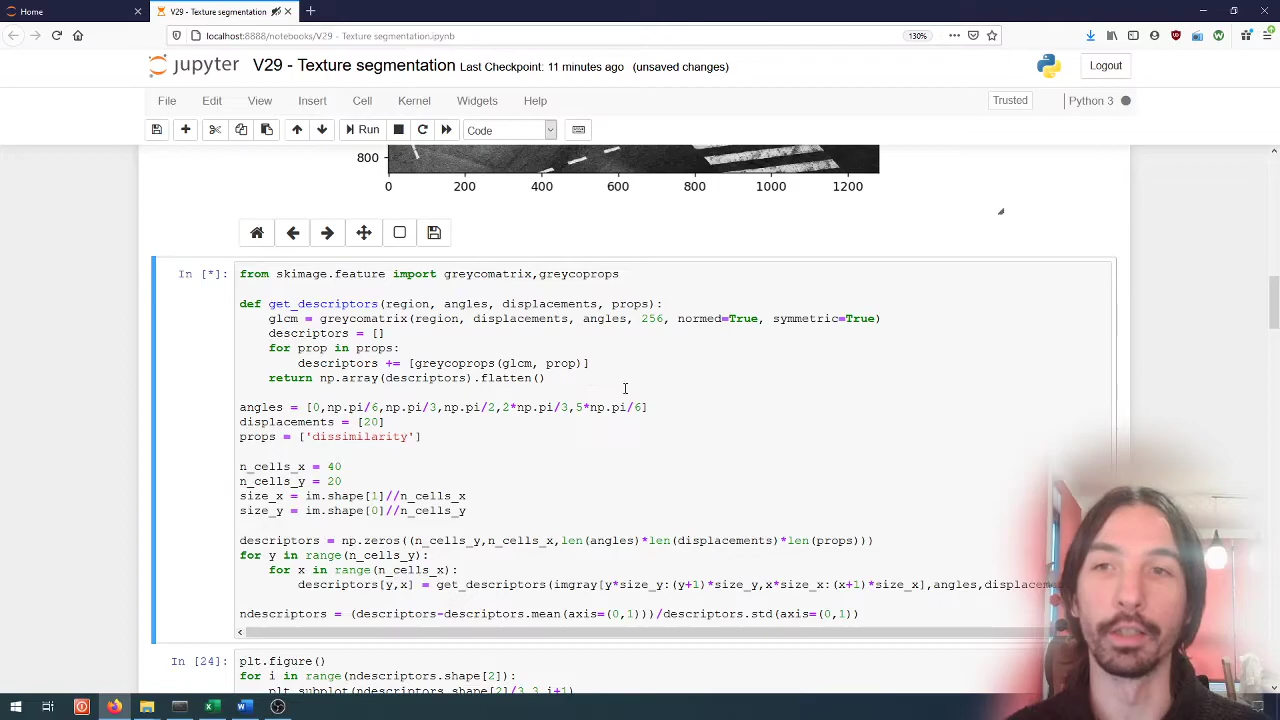 Home
V29 - Texture segmentation
localhost:8888/notebooks/V29 - Texture segmentation.ipynb
130%
jupyter V29 - Texture segmentation Last Checkpoint: 11 minutes ago (unsaved changes)
Logout
File Edit View Insert Cell Kernel Widgets Help
Trusted
Python 3
Run
Code
800
0 200 400 600 800 1000 1200
In [*]:
from skimage.feature import greycomatrix,greycoprops
def get_descriptors(region, angles, displacements, props):
glcm = greycomatrix(region, displacements, angles, 256, normed=True, symmetric=True)
descriptors = []
for prop in props:
descriptors += [greycoprops(glcm, prop)]
return np.array(descriptors).flatten()
angles = [0,np.pi/6,np.pi/3,np.pi/2,2*np.pi/3,5*np.pi/6]
displacements = [20]
props = ['dissimilarity']
n_cells_x = 40
n_cells_y = 20
size_x = im.shape[1]//n_cells_x
size_y = im.shape[0]//n_cells_y
descriptors = np.zeros((n_cells_y,n_cells_x,len(angles)*len(displacements)*len(props)))
for y in range(n_cells_y):
for x in range(n_cells_x):
descriptors[y,x] = get_descriptors(imgray[y*size_y:(y+1)*size_y,x*size_x:(x+1)*size_x],angles,displacem
ndescriptors = (descriptors-descriptors.mean(axis=(0,1)))/descriptors.std(axis=(0,1))
In [24]:
plt.figure()
for i in range(ndescriptors.shape[2]):
plt.subplot(ndescriptors.shape[2]/3,3,i+1)